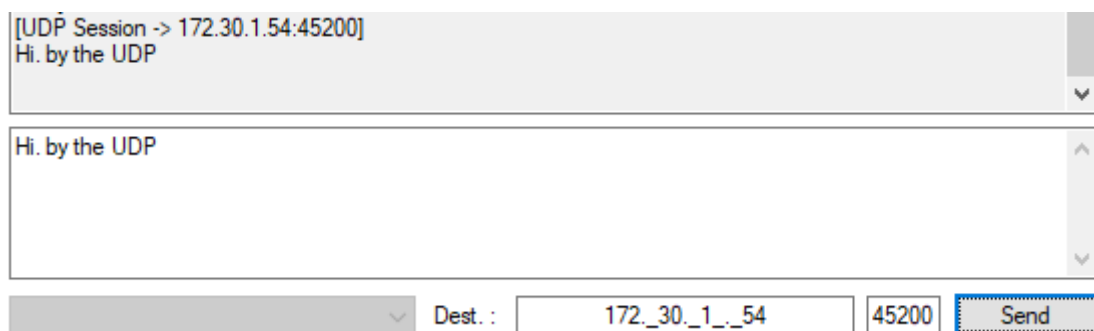 [UDP Session -> 172.30.1.54:45200]
Hi. by the UDP
Hi. by the UDP
Dest. : 172._30._1_._54 45200 Send